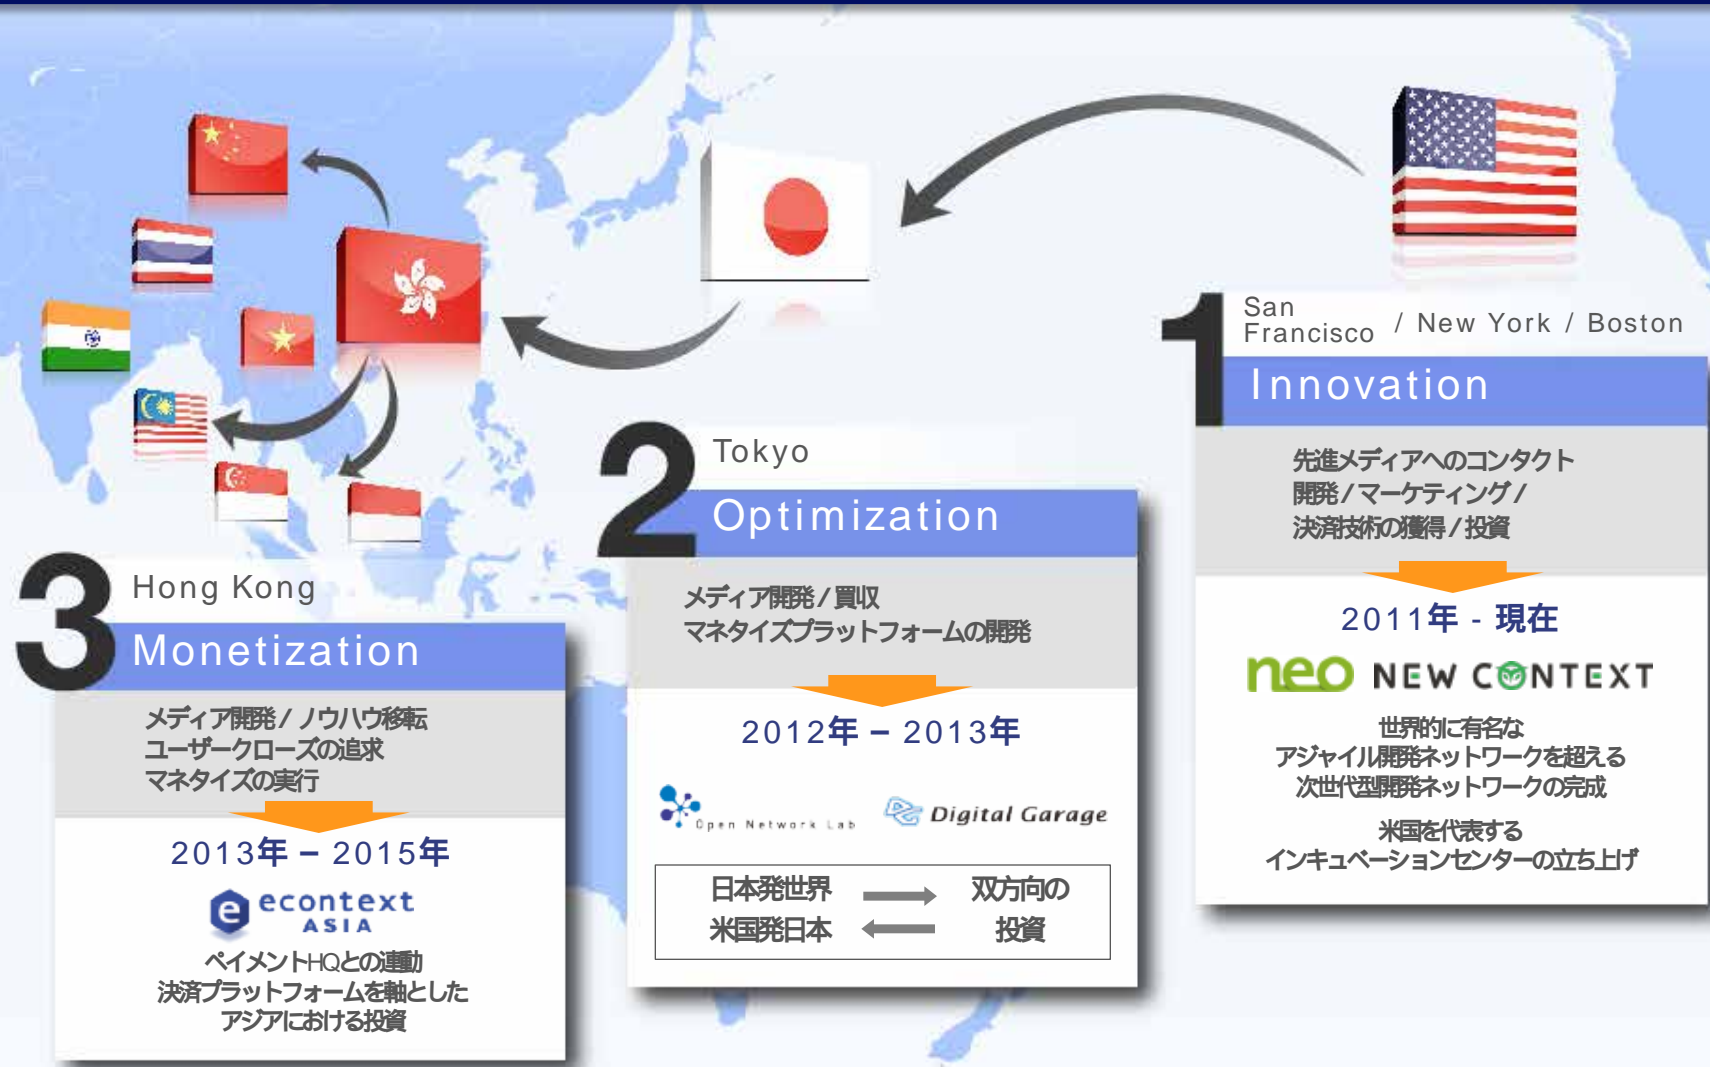 1
San
Francisco / New York / Boston
Innovation
先進メディアへのコンタクト
開発 / マーケティング /
決済技術の獲得 / 投資
2011年 - 現在
neo NEW CONTEXT
世界的に有名な
アジャイル開発ネットワークを超える
次世代型開発ネットワークの完成
米国を代表する
インキュベーションセンターの立ち上げ
2
Tokyo
Optimization
メディア開発 / 買収
マネタイズプラットフォームの開発
2012年 – 2013年
Open Network Lab Digital Garage
日本発世界 双方向の
米国発日本 投資
3
Hong Kong
Monetization
メディア開発 / ノウハウ移転
ユーザークローズの追求
マネタイズの実行
2013年 – 2015年
e econtext
ASIA
ペイメントHQとの連動
決済プラットフォームを軸とした
アジアにおける投資